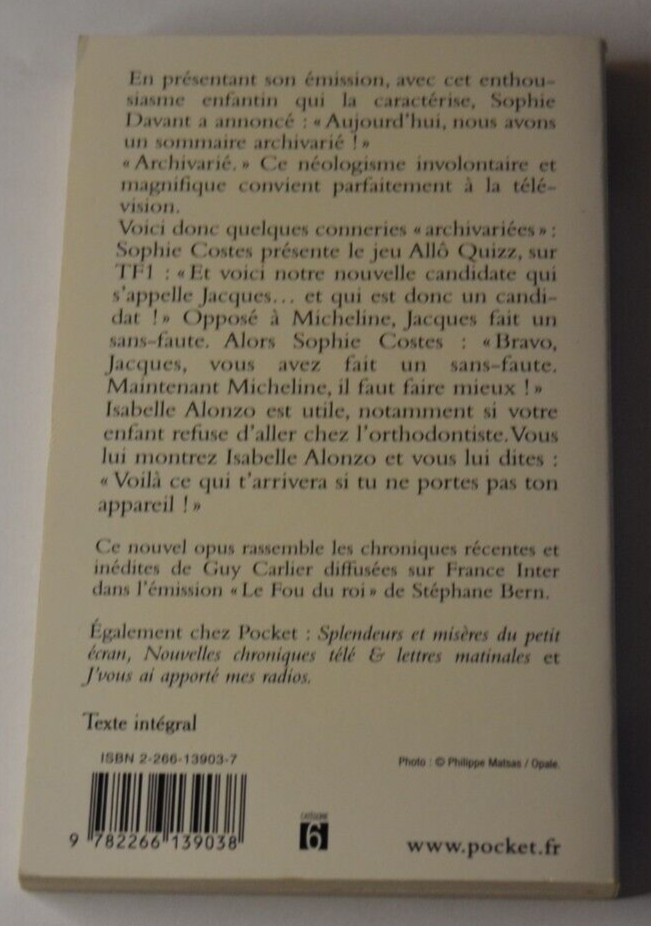 En présentant son émission, avec cet enthou-
siasme enfantin qui la caractérise, Sophie
Davant a annoncé : « Aujourd'hui, nous avons
un sommaire archivarié ! »
« Archivarié. » Ce néologisme involontaire et
magnifique convient parfaitement à la télé-
vision.
Voici donc quelques conneries « archivariées » :
Sophie Costes présente le jeu Allô Quizz, sur
TF1 : « Et voici notre nouvelle candidate qui
s'appelle Jacques... et qui est donc un candi-
dat ! » Opposé à Micheline, Jacques fait un
sans-faute. Alors Sophie Costes : « Bravo,
Jacques, vous avez fait un sans-faute.
Maintenant Micheline, il faut faire mieux ! »
Isabelle Alonzo est utile, notamment si votre
enfant refuse d'aller chez l'orthodontiste. Vous
lui montrez Isabelle Alonzo et vous lui dites :
« Voilà ce qui t'arrivera si tu ne portes pas ton
appareil ! »
Ce nouvel opus rassemble les chroniques récentes et
inédites de Guy Carlier diffusées sur France Inter
dans l'émission « Le Fou du roi » de Stéphane Bern.
Également chez Pocket : Splendeurs et misères du petit
écran, Nouvelles chroniques télé & lettres matinales et
J'vous ai apporté mes radios.
Texte intégral
ISBN 2-266-13903-7
Photo : © Philippe Matsas / Opale.
9 782266 139038
CATÉGORIE
6
www.pocket.fr